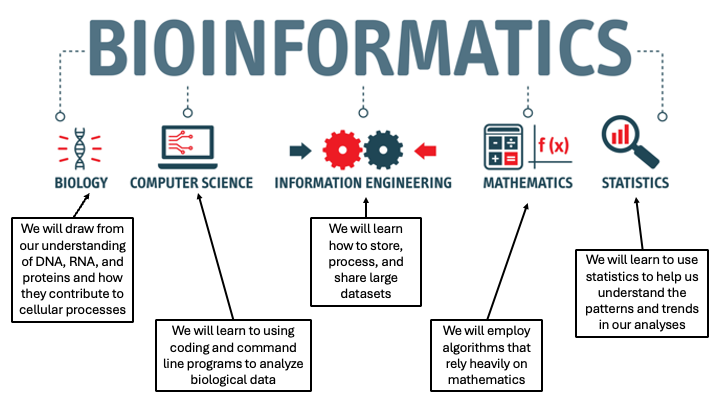 BIOINFORMATICS
f(x)
BIOLOGY
COMPUTER SCIENCE
INFORMATION ENGINEERING
MATHEMATICS
STATISTICS
We will draw from
our understanding
of DNA, RNA, and
proteins and how
they contribute to
cellular processes
We will learn to using
coding and command
line programs to analyze
biological data
We will learn
how to store,
process, and
share large
datasets
We will employ
algorithms that
rely heavily on
mathematics
We will learn to use
statistics to help us
understand the
patterns and trends
in our analyses